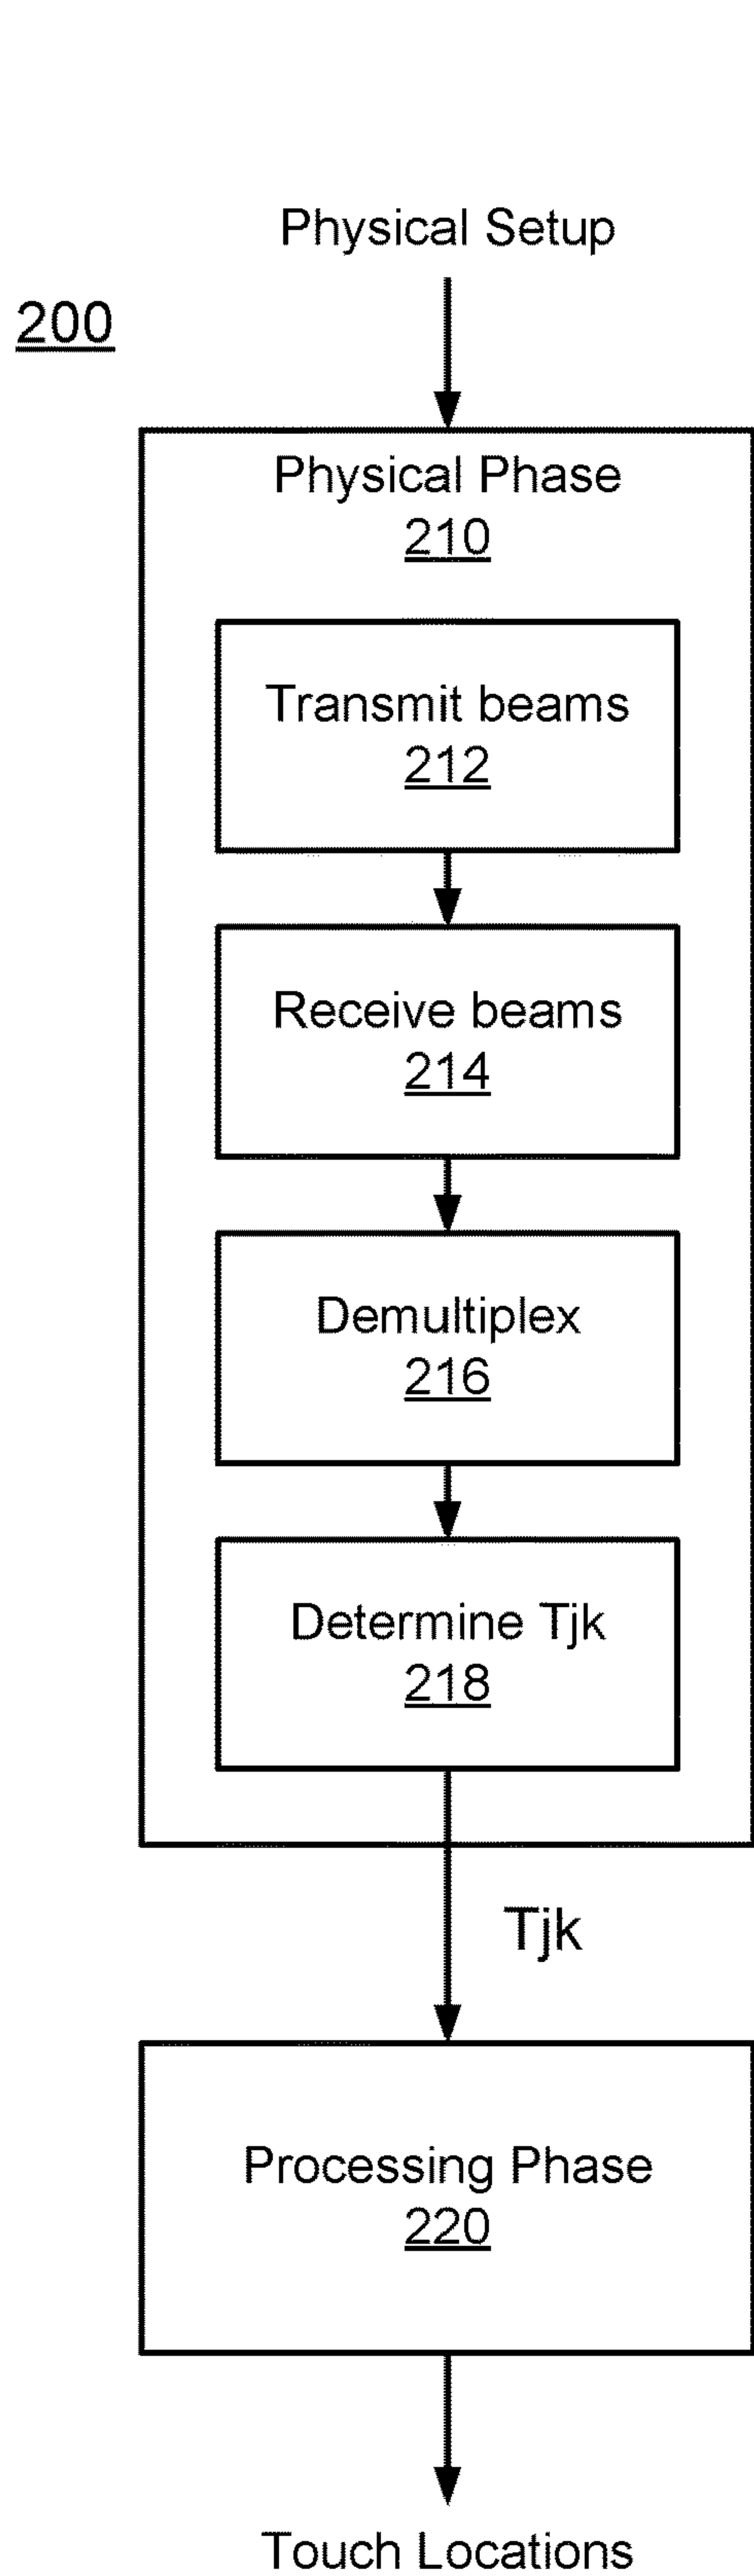 Physical Setup
200
Physical Phase
210
Transmit beams
212
Receive beams
214
Demultiplex
216
Determine Tjk
218
Tjk
Processing Phase
220
Touch Locations